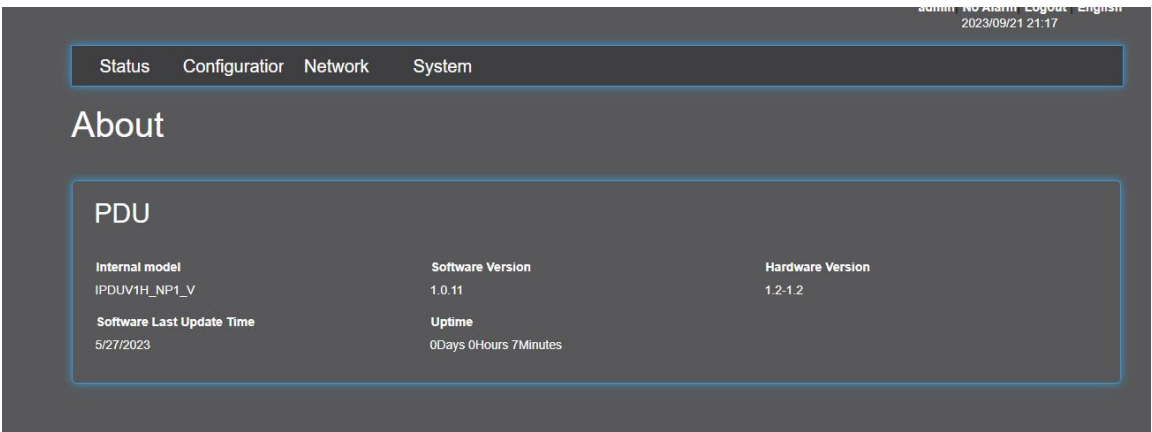 admin | No Alarm | Logout | English
2023/09/21 21:17
Status Configuration Network System
About
PDU
Internal model Software Version Hardware Version
IPDUV1H_NP1_V 1.0.11 1.2-1.2
Software Last Update Time Uptime
5/27/2023 0Days 0Hours 7Minutes